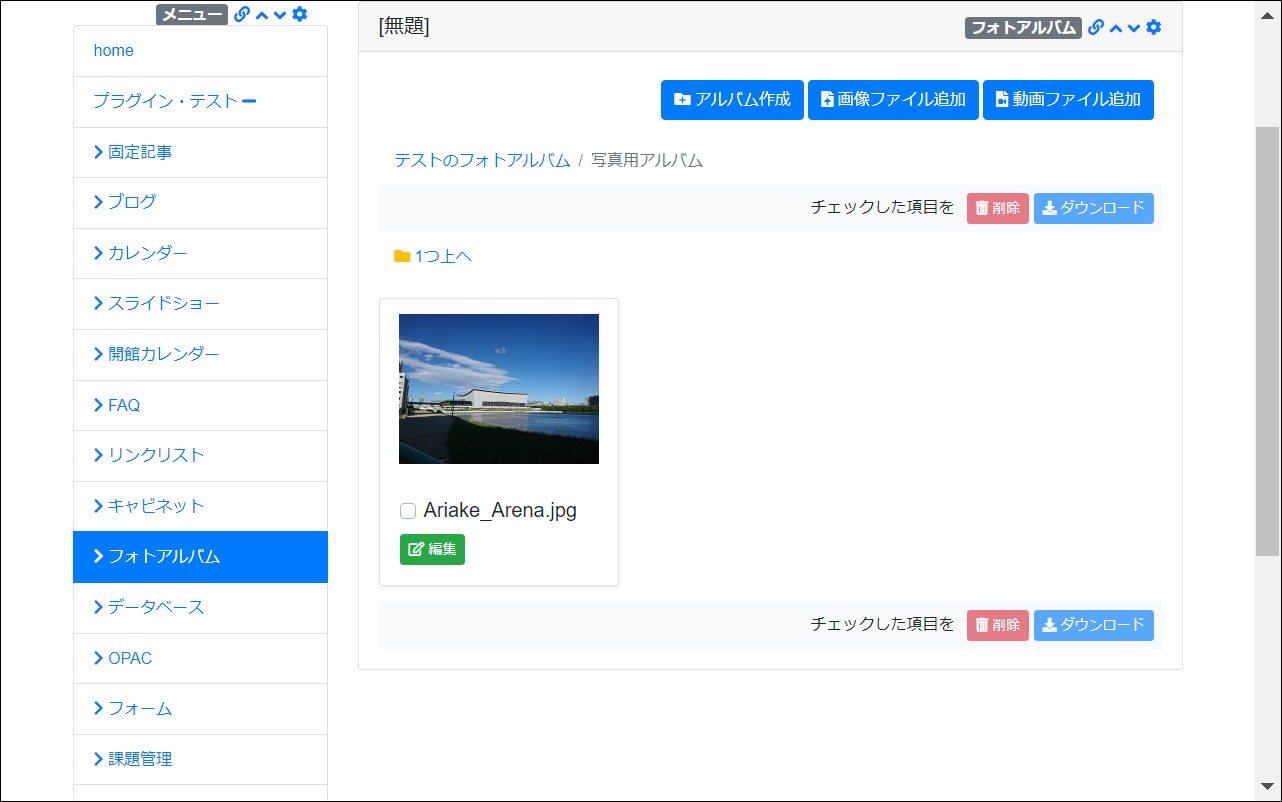 メニュー
home
プラグイン・テスト
固定記事
ブログ
カレンダー
スライドショー
開館カレンダー
FAQ
リンクリスト
キャビネット
フォトアルバム
データベース
OPAC
フォーム
課題管理
[無題]
フォトアルバム
アルバム作成 画像ファイル追加 動画ファイル追加
テストのフォトアルバム / 写真用アルバム
チェックした項目を 削除 ダウンロード
1つ上へ
Ariake_Arena.jpg
編集
チェックした項目を 削除 ダウンロード